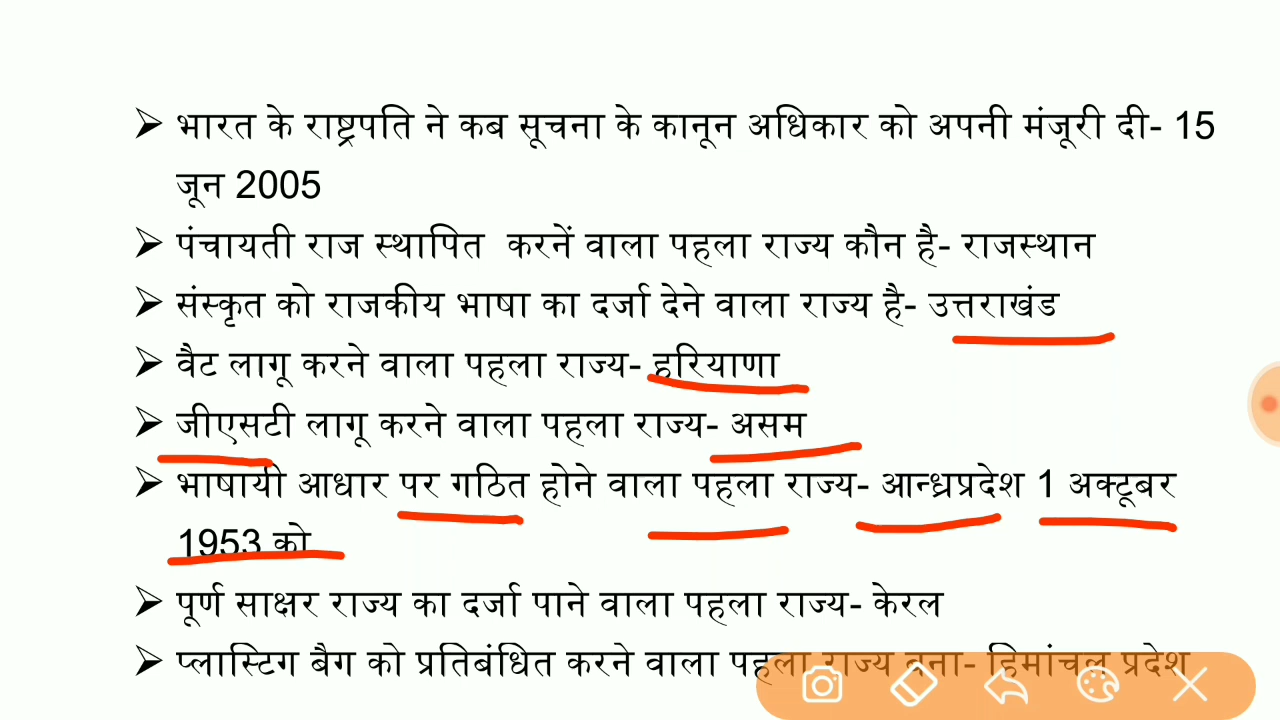 ➢ भारत के राष्ट्रपति ने कब सूचना के कानून अधिकार को अपनी मंजूरी दी- 15
जून 2005
➢ पंचायती राज स्थापित करनें वाला पहला राज्य कौन है- राजस्थान
➢ संस्कृत को राजकीय भाषा का दर्जा देने वाला राज्य है- उत्तराखंड
➢ वैट लागू करने वाला पहला राज्य- हरियाणा
➢ जीएसटी लागू करने वाला पहला राज्य- असम
➢ भाषायी आधार पर गठित होने वाला पहला राज्य- आन्ध्रप्रदेश 1 अक्टूबर
1953 को
➢ पूर्ण साक्षर राज्य का दर्जा पाने वाला पहला राज्य- केरल
➢ प्लास्टिग बैग को प्रतिबंधित करने वाला पहला राज्य बना- हिमांचल प्रदेश